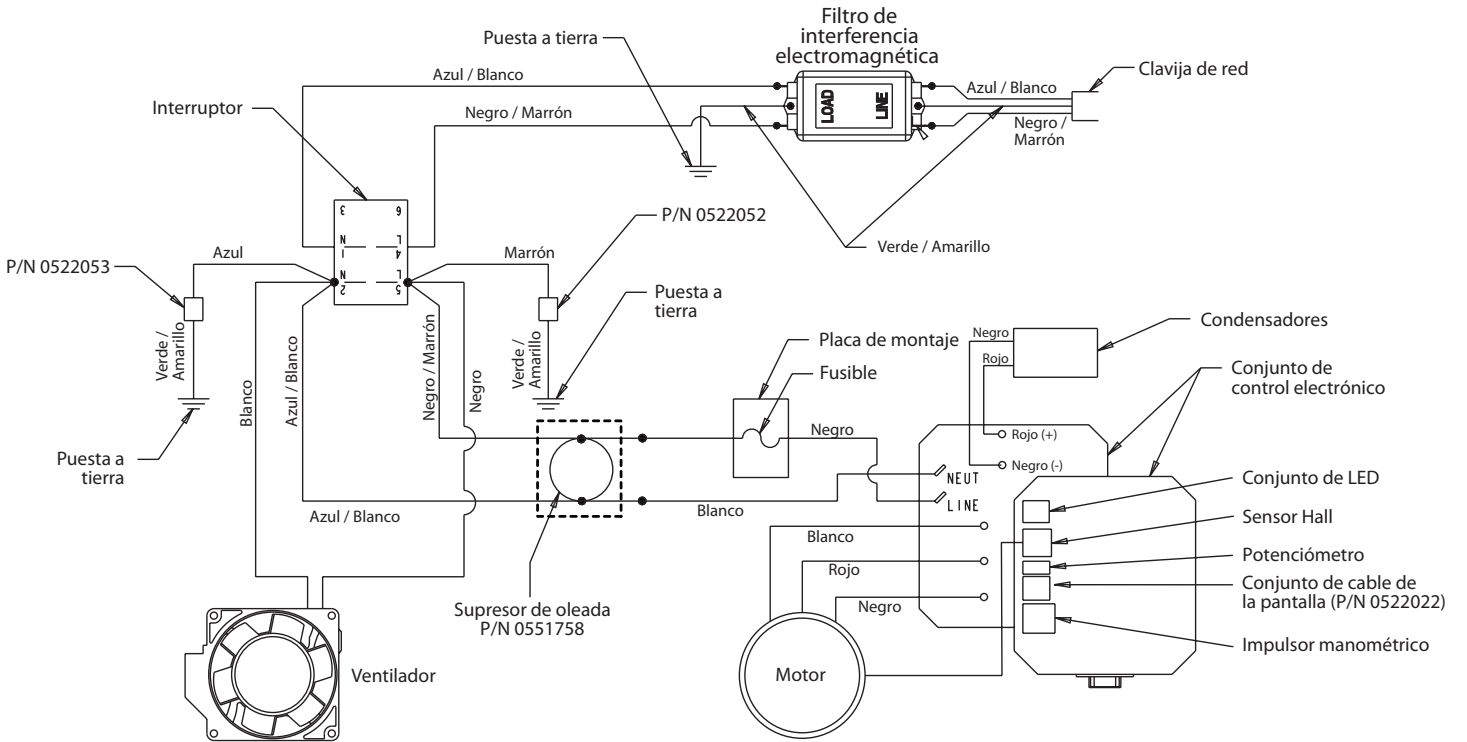 Filtro de
interferencia
electromagnética
Puesta a tierra
Clavija de red
Azul / Blanco
Azul / Blanco
Interruptor
Negro / Marrón
LOAD
LINE
Negro /
Marrón
3
6
P/N 0522052
N
1
L
4
Verde / Amarillo
P/N 0522053
Azul
Marrón
N
2
L
5
Puesta a
tierra
Verde /
Amarillo
Blanco
Azul / Blanco
Negro / Marrón
Negro
Verde /
Amarillo
Placa de montaje
Fusible
Negro
Rojo
Condensadores
Conjunto de
control electrónico
Puesta a
tierra
Negro
Rojo (+)
Negro (-)
NEUT
LINE
Azul / Blanco
Blanco
Conjunto de LED
Sensor Hall
Blanco
Potenciómetro
Rojo
Conjunto de cable de
la pantalla (P/N 0522022)
Negro
Supresor de oleada
P/N 0551758
Impulsor manométrico
Ventilador
Motor